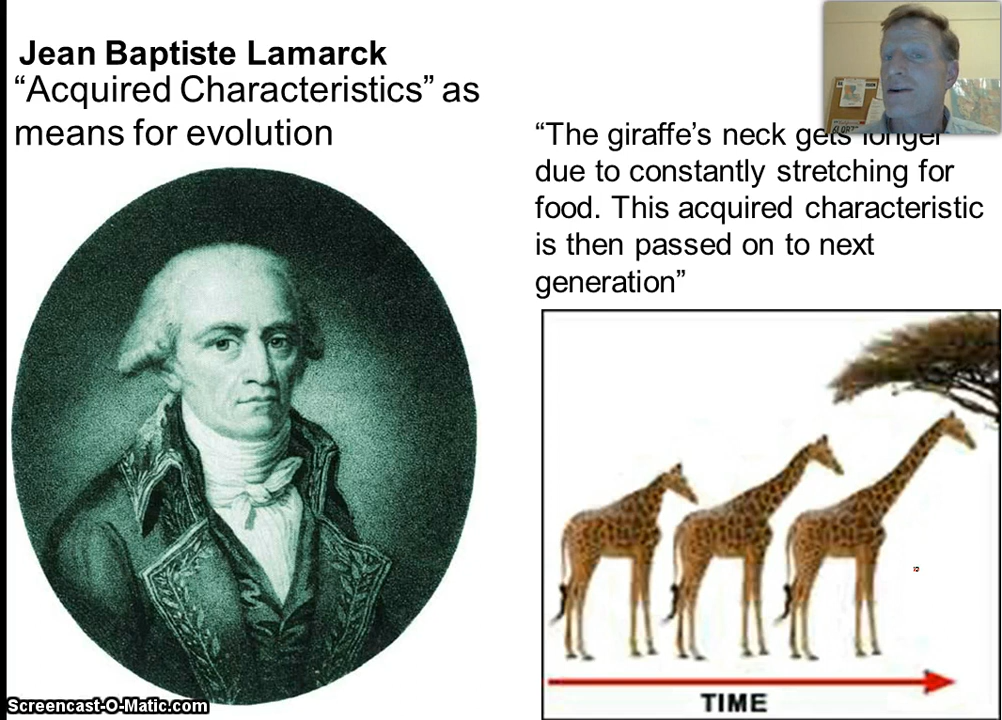 Jean Baptiste Lamarck
“Acquired Characteristics” as
means for evolution
“The giraffe’s neck gets longer
due to constantly stretching for
food. This acquired characteristic
is then passed on to next
generation”
TIME
Screencast-O-Matic.com